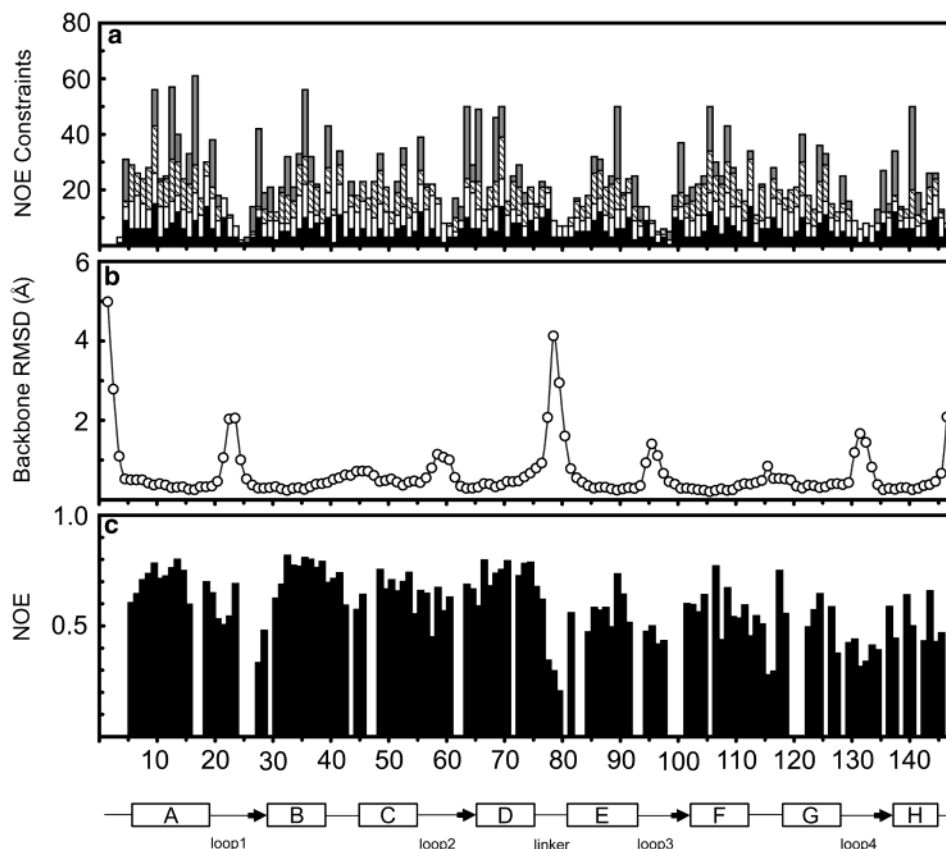 a
NOE Constraints
80
60
40
20
b
Backbone RMSD (Å)
6
4
2
c
NOE
1.0
0.5
10 20 30 40 50 60 70 80 90 100 110 120 130 140
A B C D E F G H
loop1 loop2 linker loop3 loop4